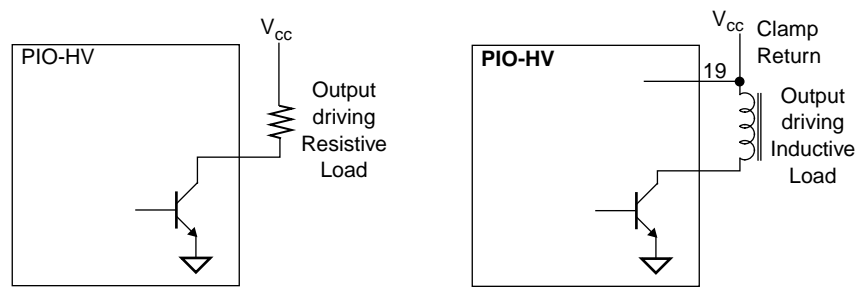 PIO-HV
Vcc
Output
driving
Resistive
Load
PIO-HV
Vcc
Clamp
Return
19
Output
driving
Inductive
Load